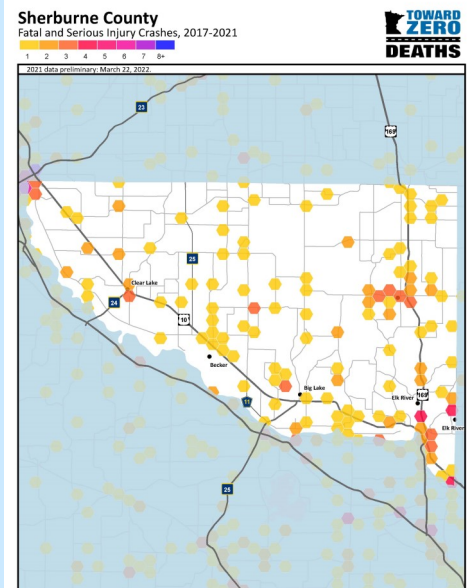 Sherburne County
Fatal and Serious Injury Crashes, 2017-2021
1 2 3 4 5 6 7 8+
2021 data preliminary: March 22, 2022.
TOWARD
ZERO
DEATHS
23
169
25
Clear Lake
24
10
Becker
Big Lake
169
Elk River
11
Elk River
25